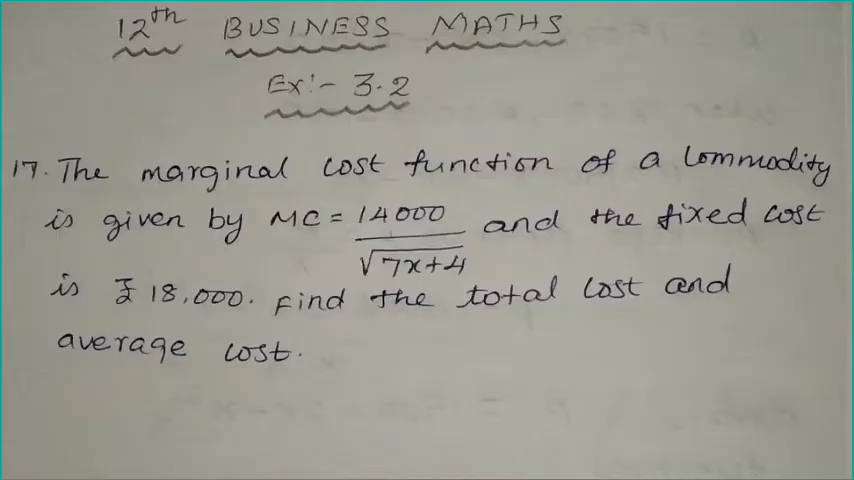 12th BUSINESS MATHS
Ex:- 3.2
17. The marginal cost function of a commodity
is given by MC = 14000/√7x+4 and the fixed cost
is ₹ 18,000. Find the total cost and
average cost.